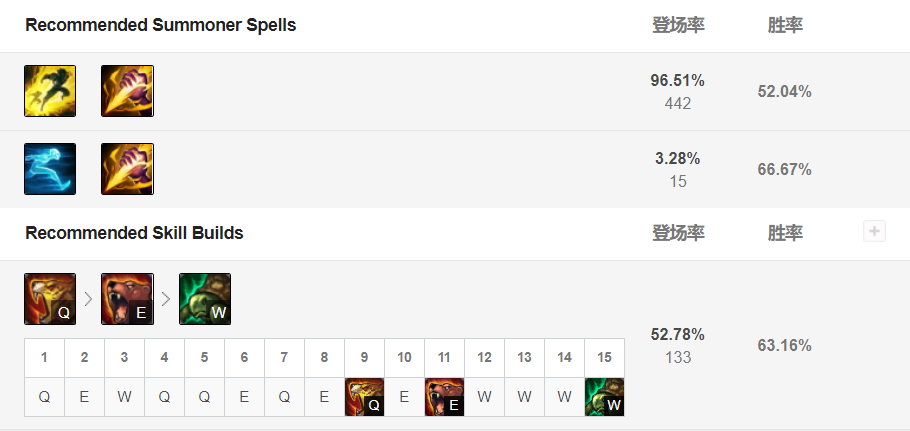 Recommended Summoner Spells 登场率 胜率
96.51%
442
52.04%
3.28%
15
66.67%
Recommended Skill Builds 登场率 胜率 +
Q > E > W
52.78%
133
63.16%
1 2 3 4 5 6 7 8 9 10 11 12 13 14 15
Q E W Q Q E Q E Q E E W W W W